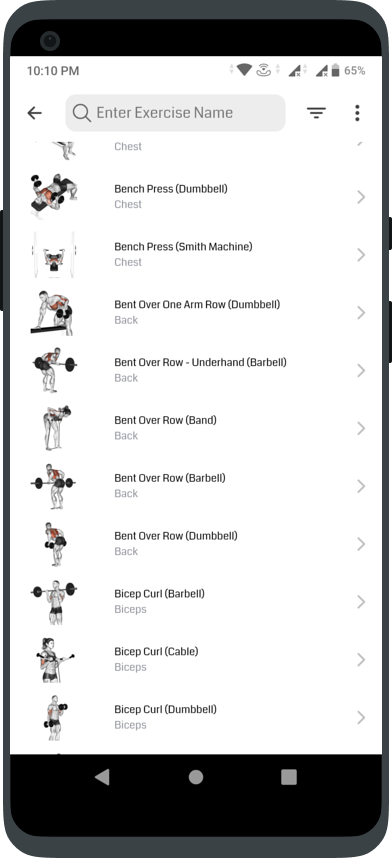 10:10 PM
65%
Enter Exercise Name
Chest
Bench Press (Dumbbell)
Chest
Bench Press (Smith Machine)
Chest
Bent Over One Arm Row (Dumbbell)
Back
Bent Over Row - Underhand (Barbell)
Back
Bent Over Row (Band)
Back
Bent Over Row (Barbell)
Back
Bent Over Row (Dumbbell)
Back
Bicep Curl (Barbell)
Biceps
Bicep Curl (Cable)
Biceps
Bicep Curl (Dumbbell)
Biceps